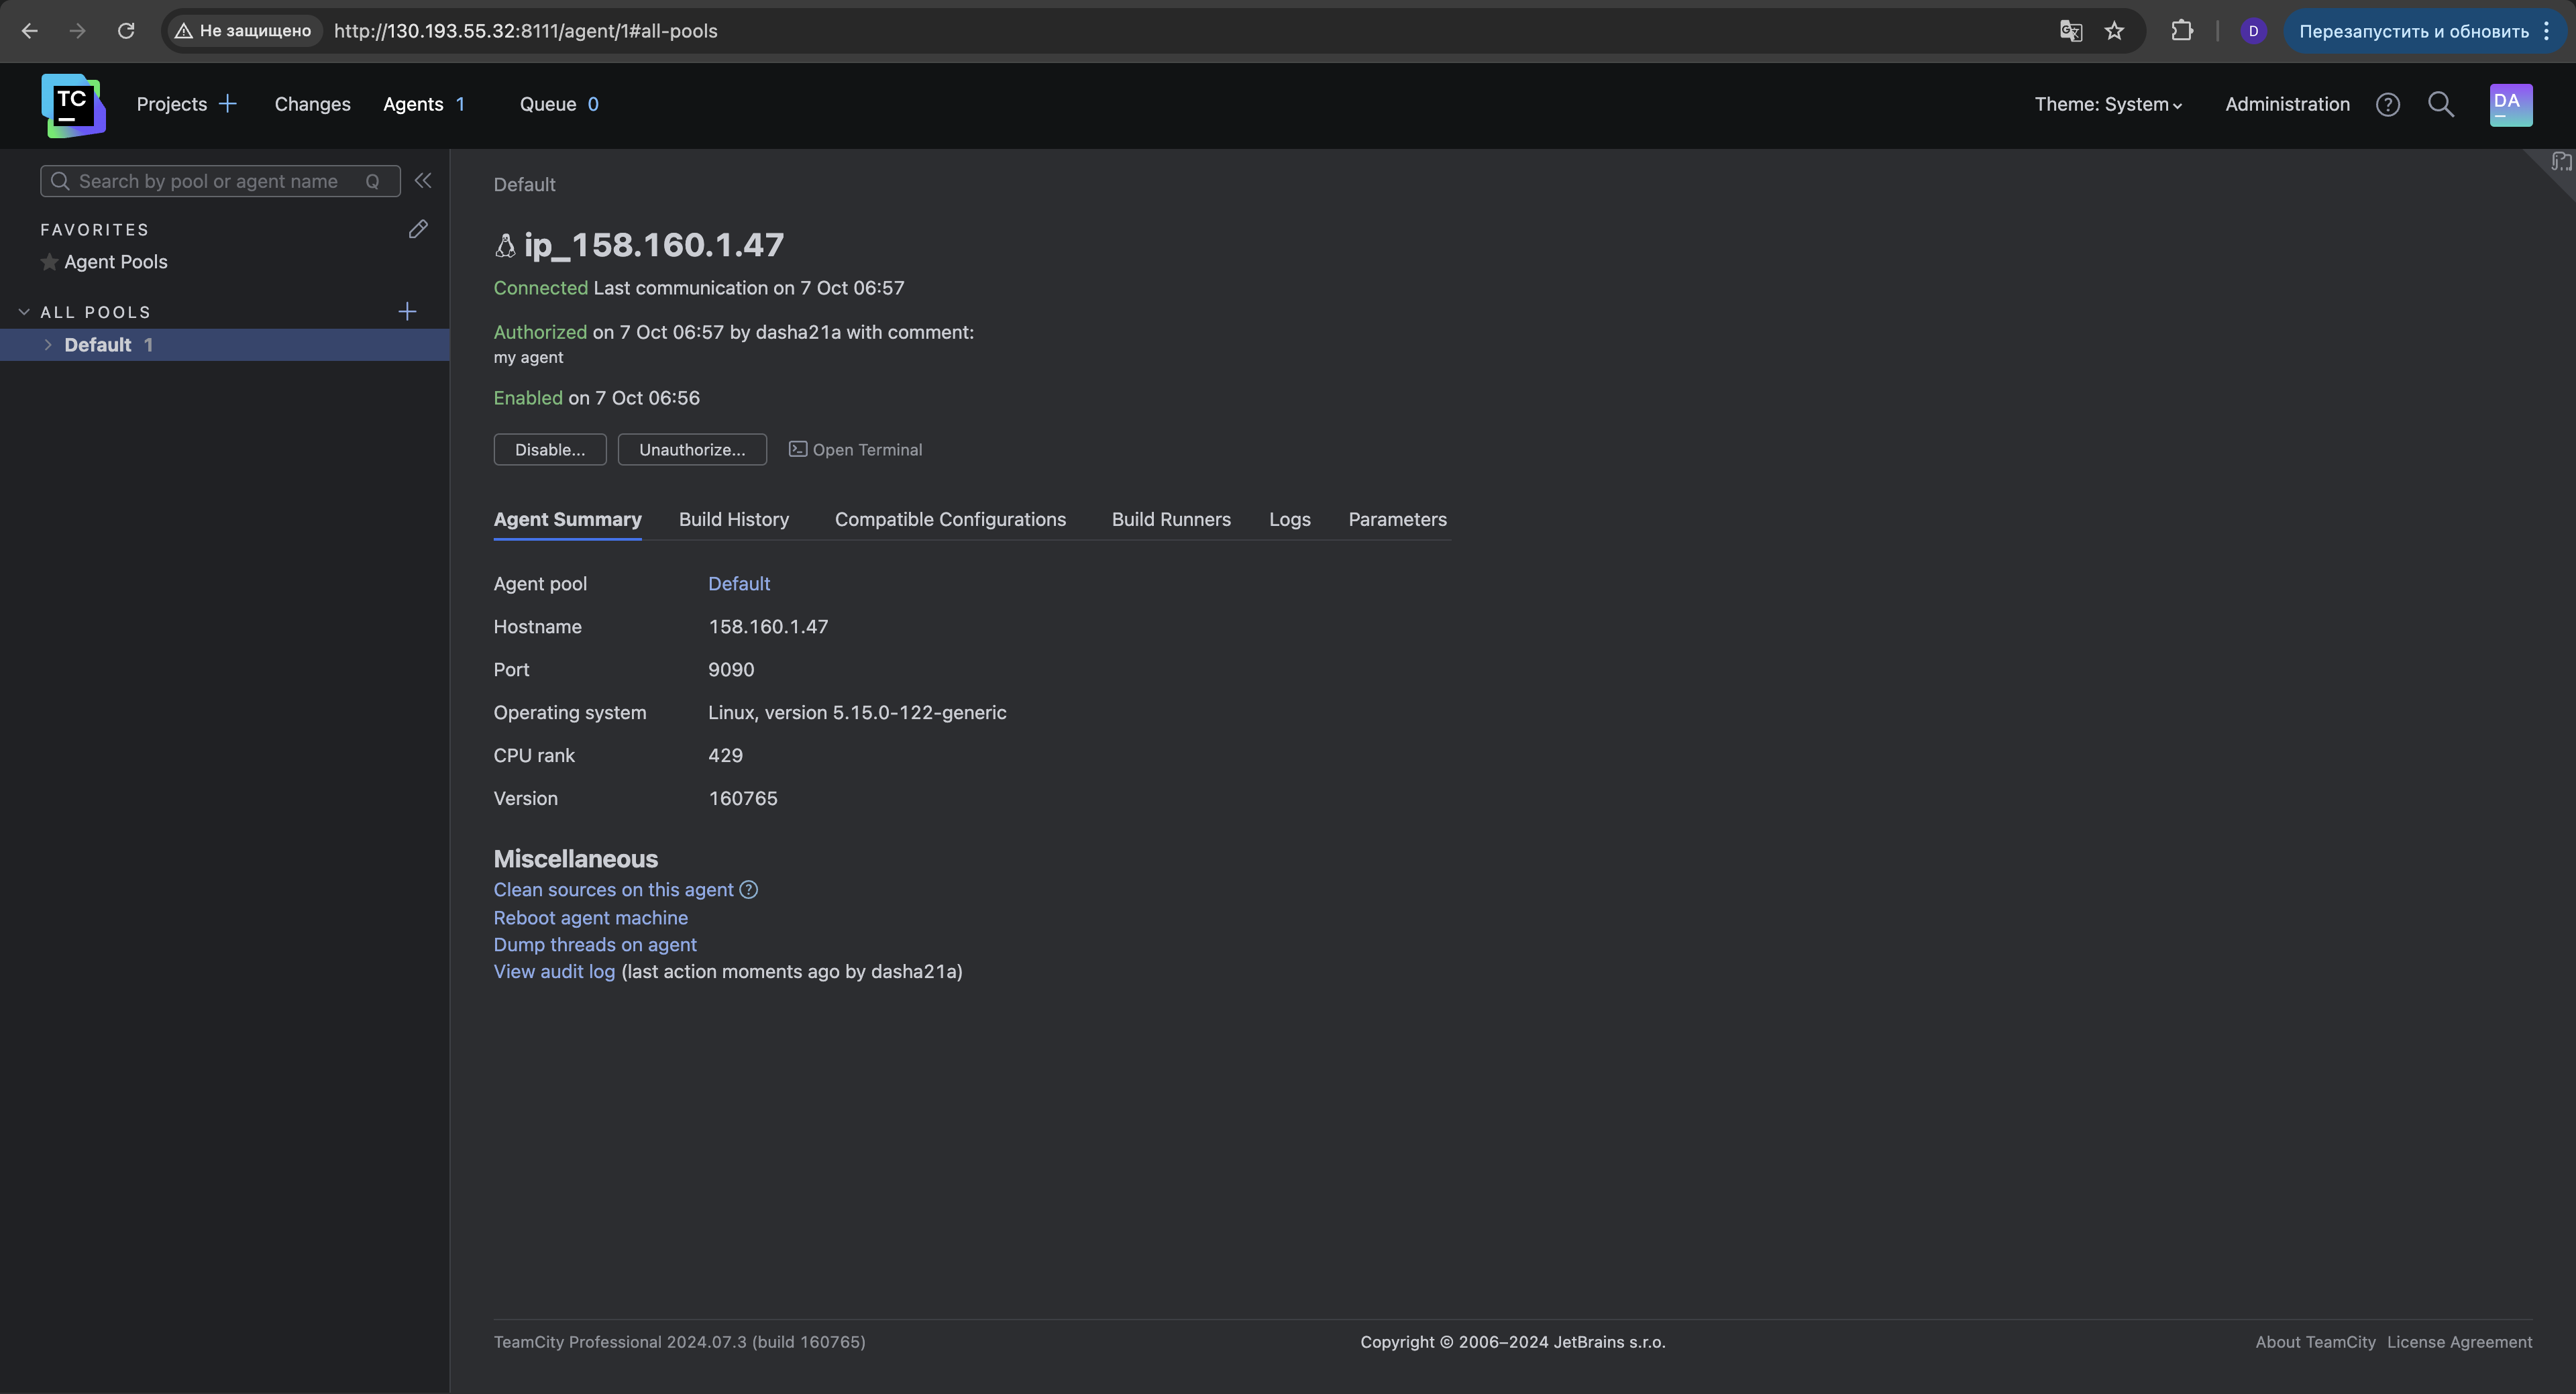 Не защищено http://130.193.55.32:8111/agent/1#all-pools D Перезапустить и обновить
TC Projects Changes Agents 1 Queue 0 Theme: System Administration ? DA
Search by pool or agent name Q
FAVORITES
Agent Pools
ALL POOLS
Default 1
Default
ip_158.160.1.47
Connected Last communication on 7 Oct 06:57
Authorized on 7 Oct 06:57 by dasha21a with comment:
my agent
Enabled on 7 Oct 06:56
Disable... Unauthorize... Open Terminal
Agent Summary Build History Compatible Configurations Build Runners Logs Parameters
Agent pool Default
Hostname 158.160.1.47
Port 9090
Operating system Linux, version 5.15.0-122-generic
CPU rank 429
Version 160765
Miscellaneous
Clean sources on this agent ?
Reboot agent machine
Dump threads on agent
View audit log (last action moments ago by dasha21a)
TeamCity Professional 2024.07.3 (build 160765) Copyright © 2006–2024 JetBrains s.r.o. About TeamCity License Agreement